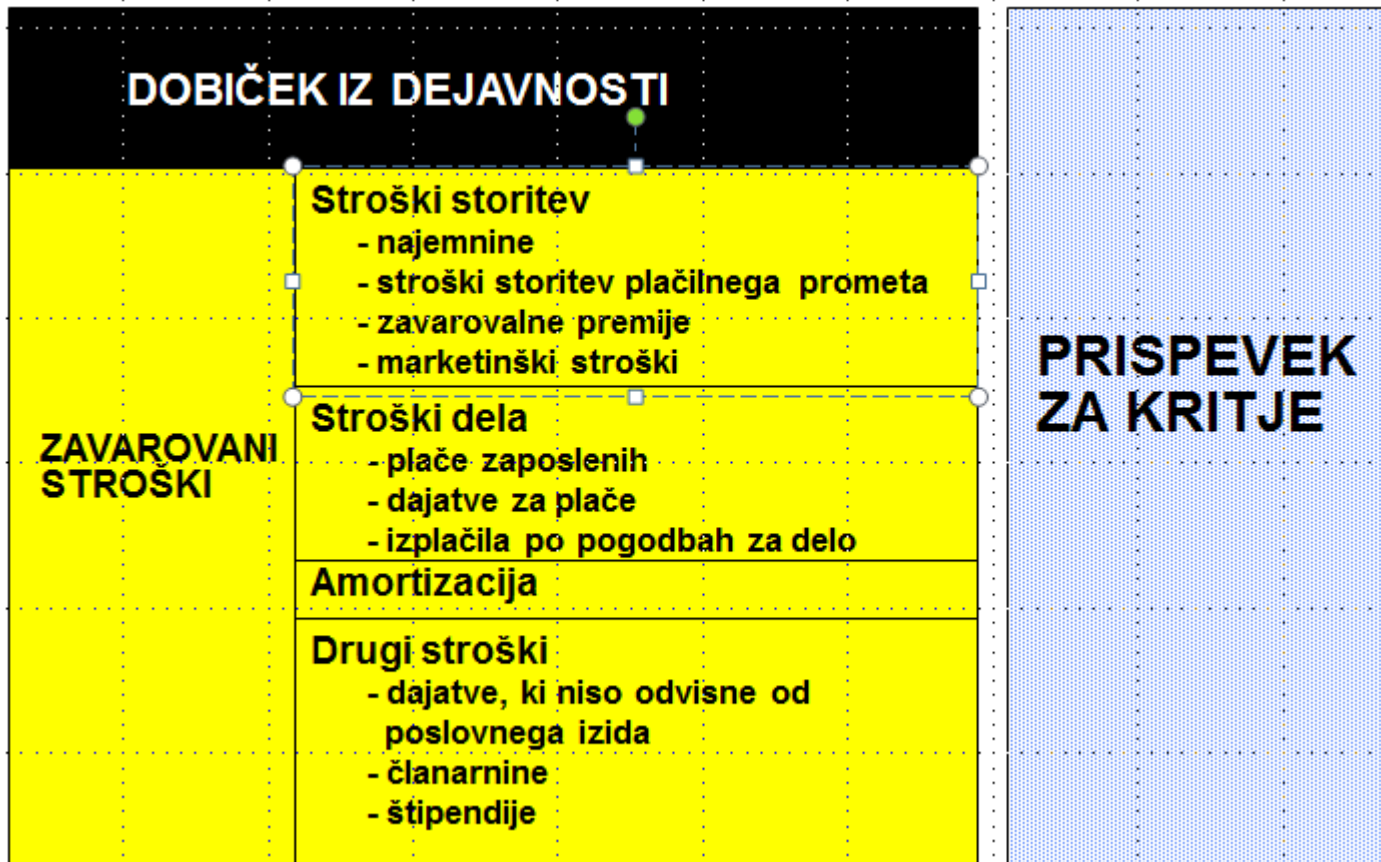 DOBIČEK IZ DEJAVNOSTI
ZAVAROVANI
STROŠKI
Stroški storitev
- najemnine
- stroški storitev plačilnega prometa
- zavarovalne premije
- marketinški stroški
Stroški dela
- plače zaposlenih
- dajatve za plače
- izplačila po pogodbah za delo
Amortizacija
Drugi stroški
- dajatve, ki niso odvisne od
poslovnega izida
- člananrnine
- štipendije
PRISPEVEK
ZA KRITJE